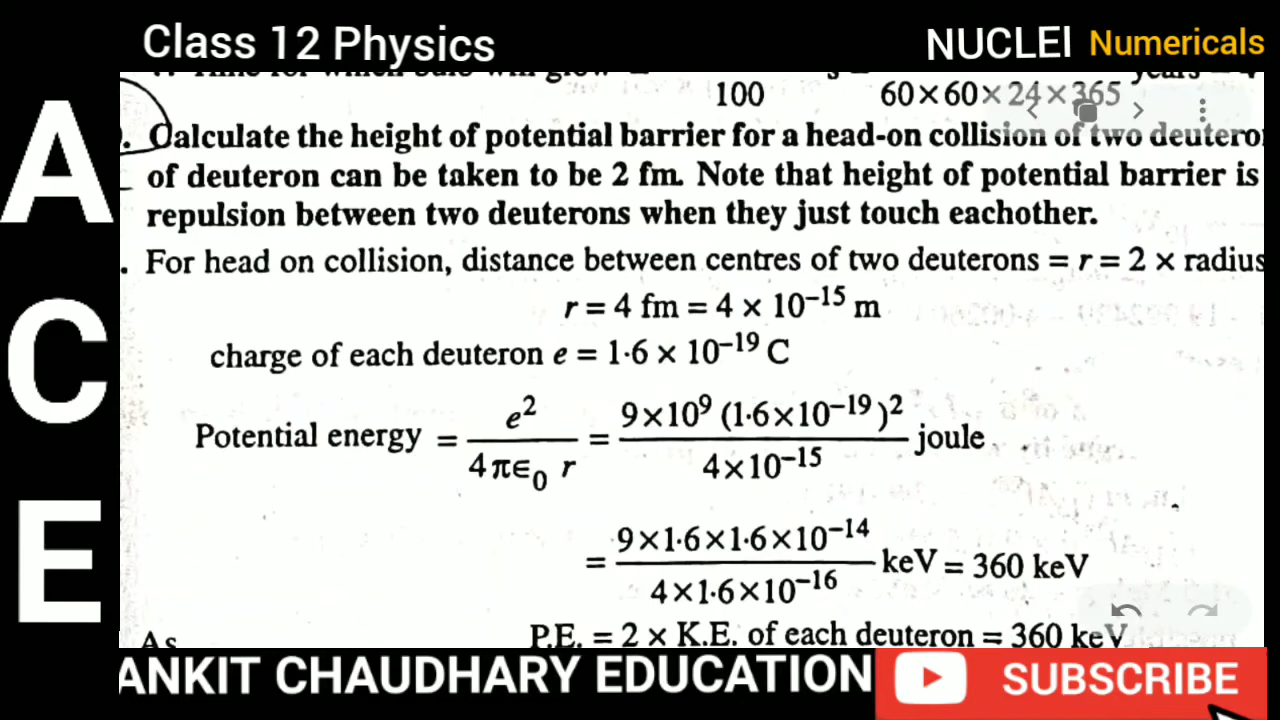 Class 12 Physics
NUCLEI Numericals
A
C
E
100 60×60×24×365
Calculate the height of potential barrier for a head-on collision of two deutero
of deuteron can be taken to be 2 fm. Note that height of potential barrier is
repulsion between two deuterons when they just touch eachother.
. For head on collision, distance between centres of two deuterons = r = 2 × radius
r = 4 fm = 4 × 10⁻¹⁵ m
charge of each deuteron e = 1·6 × 10⁻¹⁹ C
Potential energy = e² / 4π∈₀ r = 9×10⁹ (1·6×10⁻¹⁹)² / 4×10⁻¹⁵ joule
= 9×1·6×1·6×10⁻¹⁴ / 4×1·6×10⁻¹⁶ keV = 360 keV
As P.E. = 2 × K.E. of each deuteron = 360 keV
ANKIT CHAUDHARY EDUCATION
SUBSCRIBE